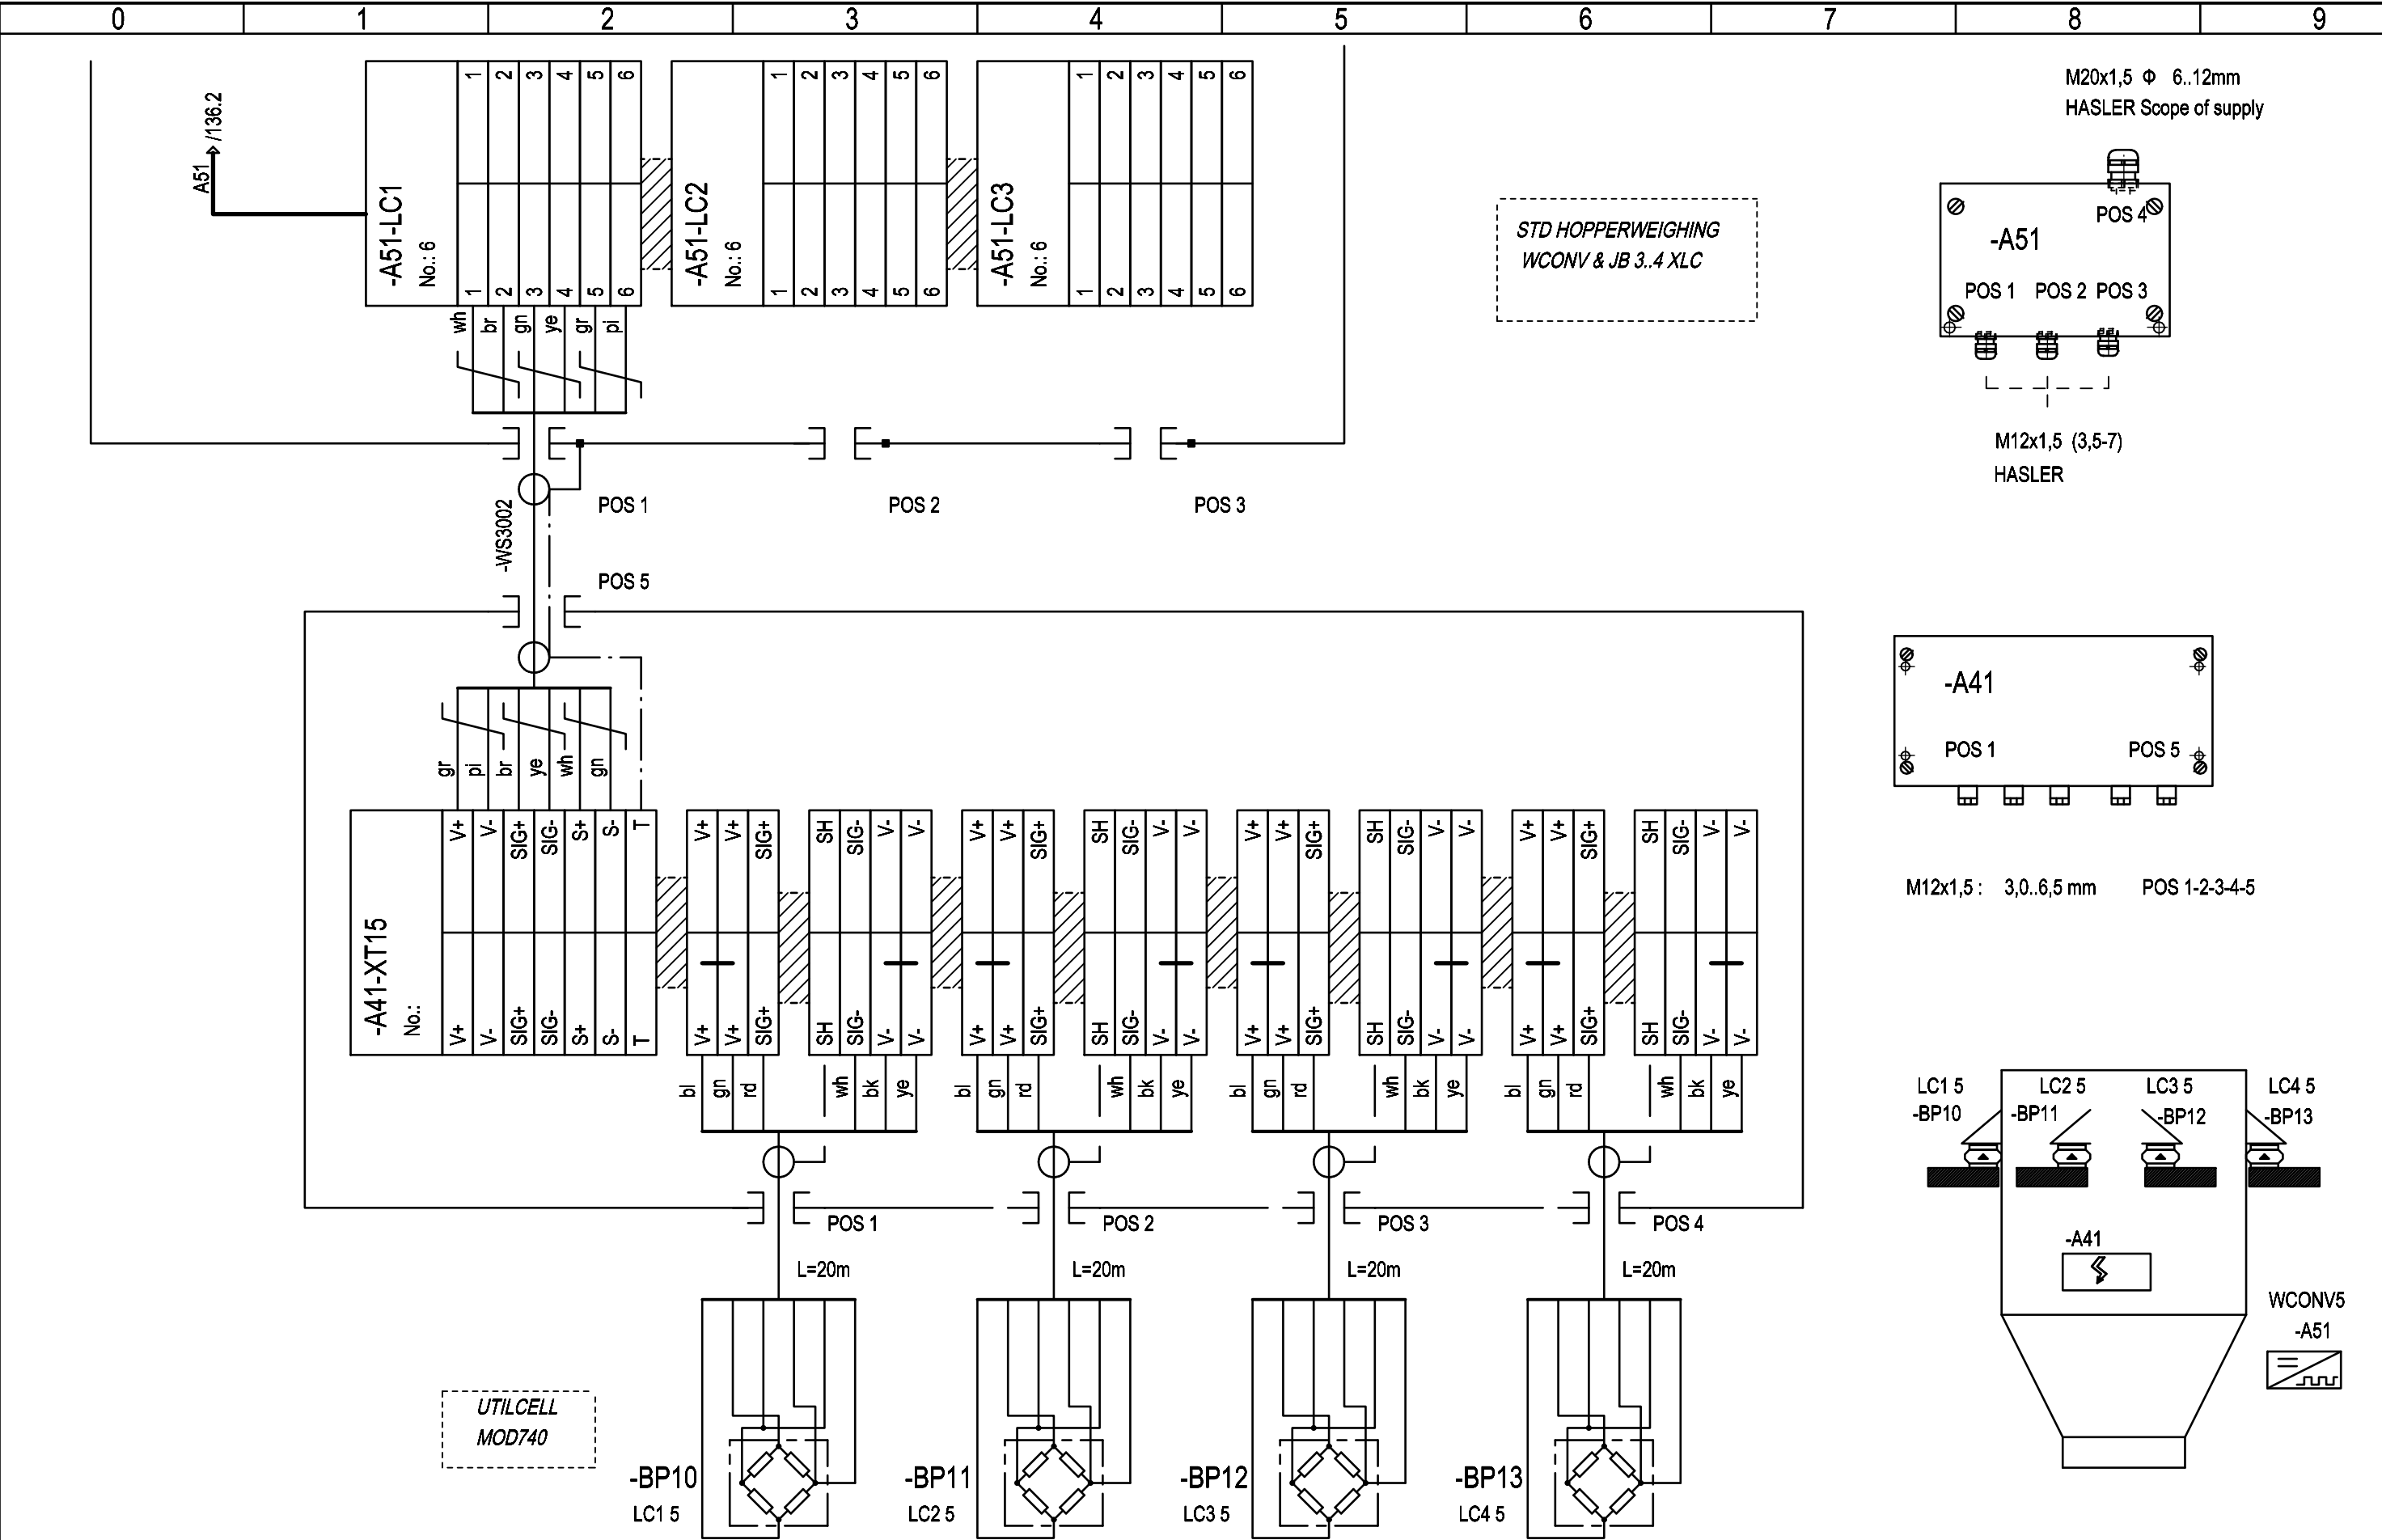 0 1 2 3 4 5 6 7 8 9
A51 /136.2
-A51-LC1
No.: 6
1 2 3 4 5 6
1 2 3 4 5 6
wh br gn ye gr pi
-A51-LC2
No.: 6
1 2 3 4 5 6
1 2 3 4 5 6
-A51-LC3
No.: 6
1 2 3 4 5 6
1 2 3 4 5 6
STD HOPPERWEIGHING
WCONV & JB 3..4 XLC
M20x1,5 Φ 6..12mm
HASLER Scope of supply
POS 4
-A51
POS 1 POS 2 POS 3
M12x1,5 (3,5-7)
HASLER
POS 1 POS 2 POS 3
-WS3002
POS 5
gr pi br ye wh gn
-A41
POS 1 POS 5
M12x1,5 : 3,0..6,5 mm POS 1-2-3-4-5
-A41-XT15
No.:
V+ V- SIG+ SIG- S+ S- T
V+ V+ SIG+ SH SIG- V- V-
V+ V+ SIG+ SH SIG- V- V-
V+ V+ SIG+ SH SIG- V- V-
V+ V+ SIG+ SH SIG- V- V-
V+ V- SIG+ SIG- S+ S- T
V+ V+ SIG+ SH SIG- V- V-
V+ V+ SIG+ SH SIG- V- V-
V+ V+ SIG+ SH SIG- V- V-
V+ V+ SIG+ SH SIG- V- V-
bl gn rd wh bk ye
bl gn rd wh bk ye
bl gn rd wh bk ye
bl gn rd wh bk ye
POS 1 POS 2 POS 3 POS 4
L=20m L=20m L=20m L=20m
LC1 5 LC2 5 LC3 5 LC4 5
-BP10 -BP11 -BP12 -BP13
-A41
WCONV5
-A51
UTILCELL
MOD740
-BP10 -BP11 -BP12 -BP13
LC1 5 LC2 5 LC3 5 LC4 5